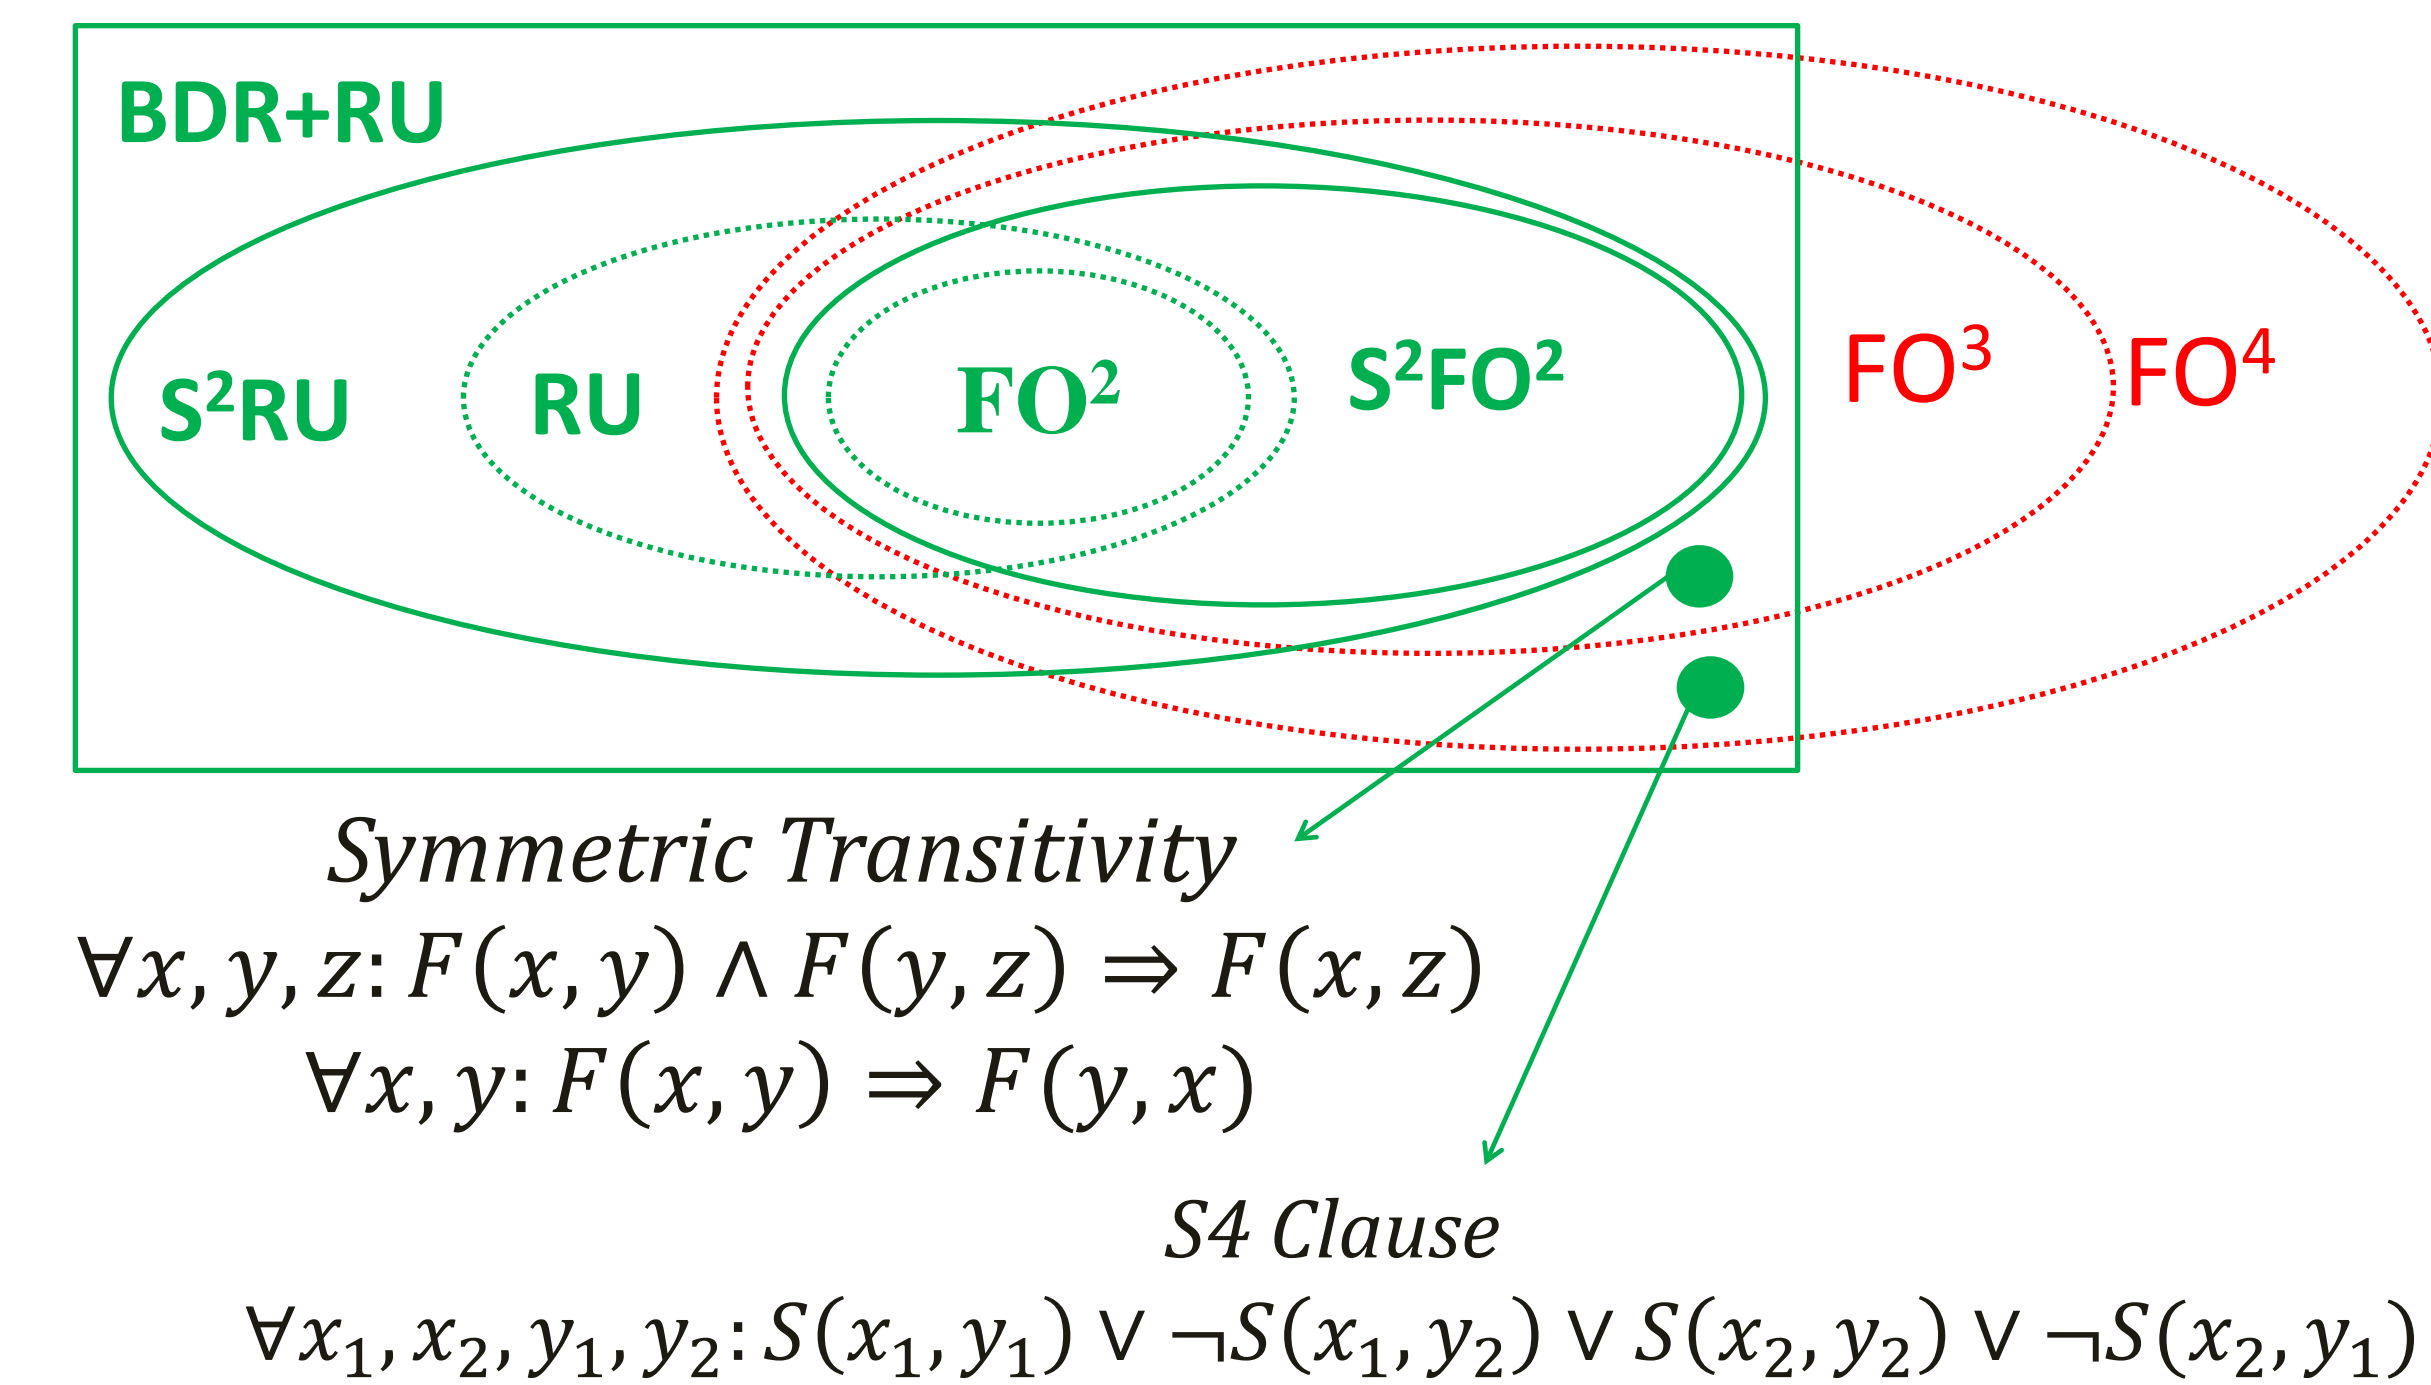 BDR+RU
S²RU
RU
FO²
S²FO²
FO³
FO⁴
Symmetric Transitivity
∀x, y, z: F(x, y) ∧ F(y, z) ⇒ F(x, z)
∀x, y: F(x, y) ⇒ F(y, x)
S4 Clause
∀x₁, x₂, y₁, y₂: S(x₁, y₁) ∨ ¬S(x₁, y₂) ∨ S(x₂, y₂) ∨ ¬S(x₂, y₁)